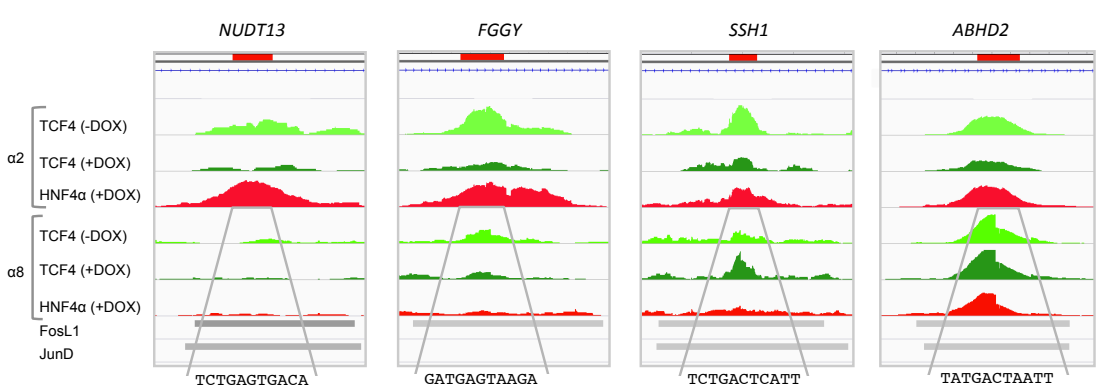 NUDT13 FGGY SSH1 ABHD2
α2
TCF4 (-DOX)
TCF4 (+DOX)
HNF4α (+DOX)
α8
TCF4 (-DOX)
TCF4 (+DOX)
HNF4α (+DOX)
FosL1
JunD
TCTGAGTGACA GATGAGTAAGA TCTGACTCATT TATGACTAATT